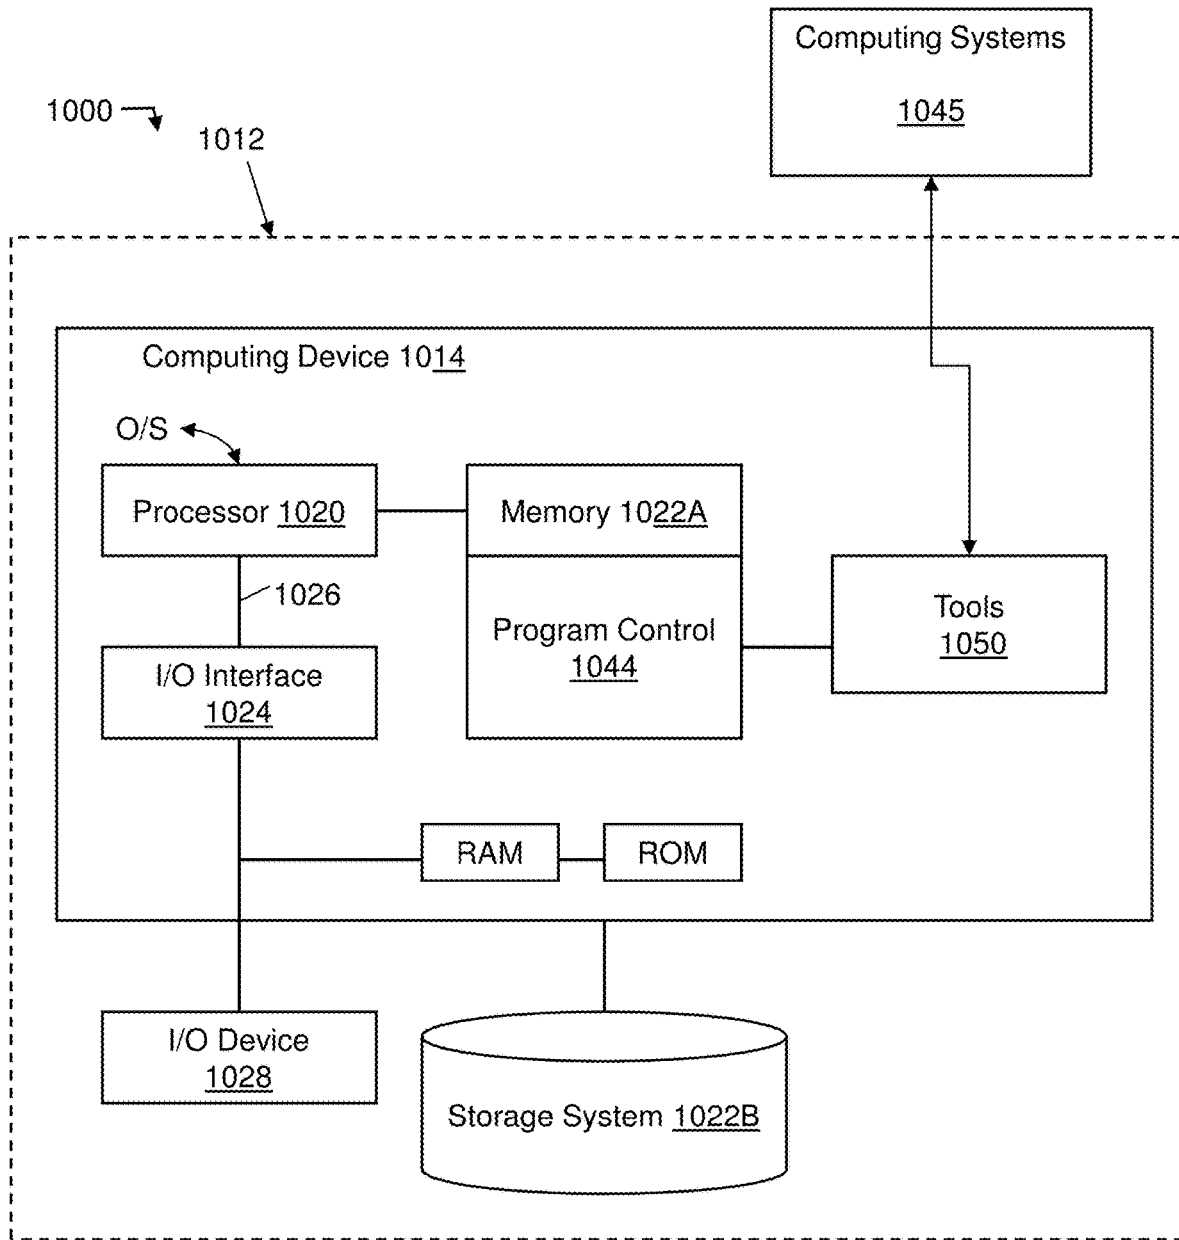 Computing Systems
1045
1000
1012
Computing Device 1014
O/S
Processor 1020
Memory 1022A
1026
Program Control
1044
Tools
1050
I/O Interface
1024
RAM
ROM
I/O Device
1028
Storage System 1022B